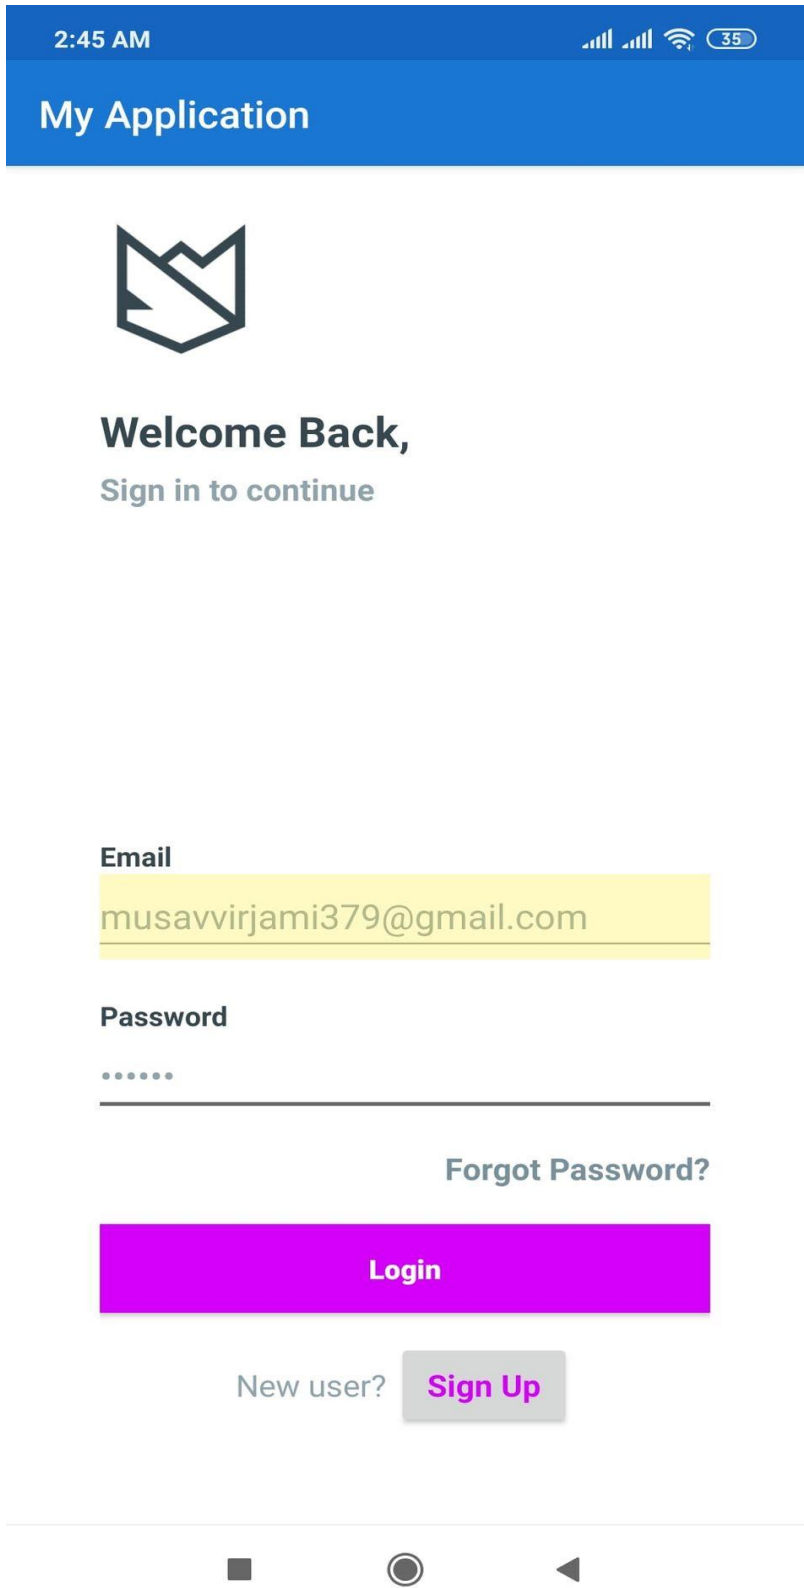 2:45 AM 35
My Application
Welcome Back,
Sign in to continue
Email
musavvirjami379@gmail.com
Password
••••••
Forgot Password?
Login
New user? Sign Up